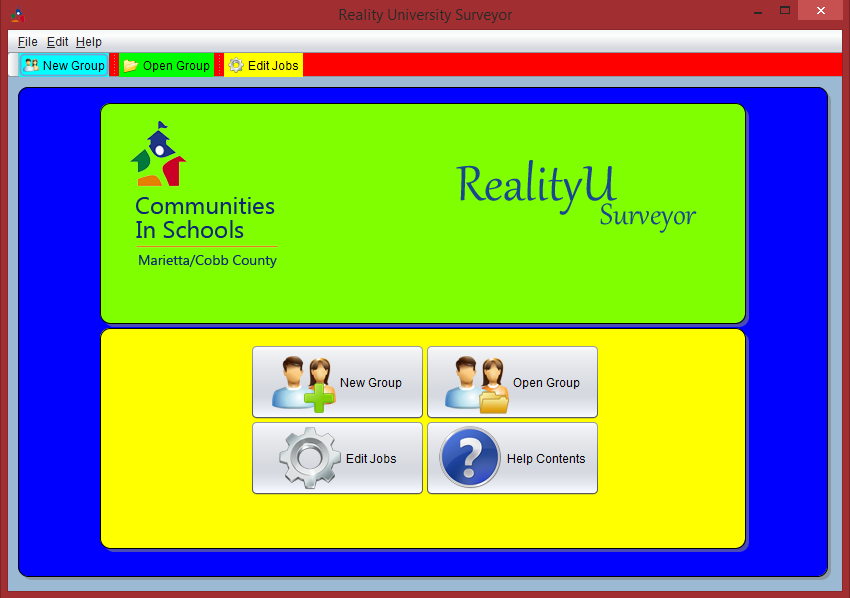 Reality University Surveyor
File Edit Help
New Group Open Group Edit Jobs
Communities
In Schools
Marietta/Cobb County
RealityU
Surveyor
New Group Open Group
Edit Jobs ? Help Contents